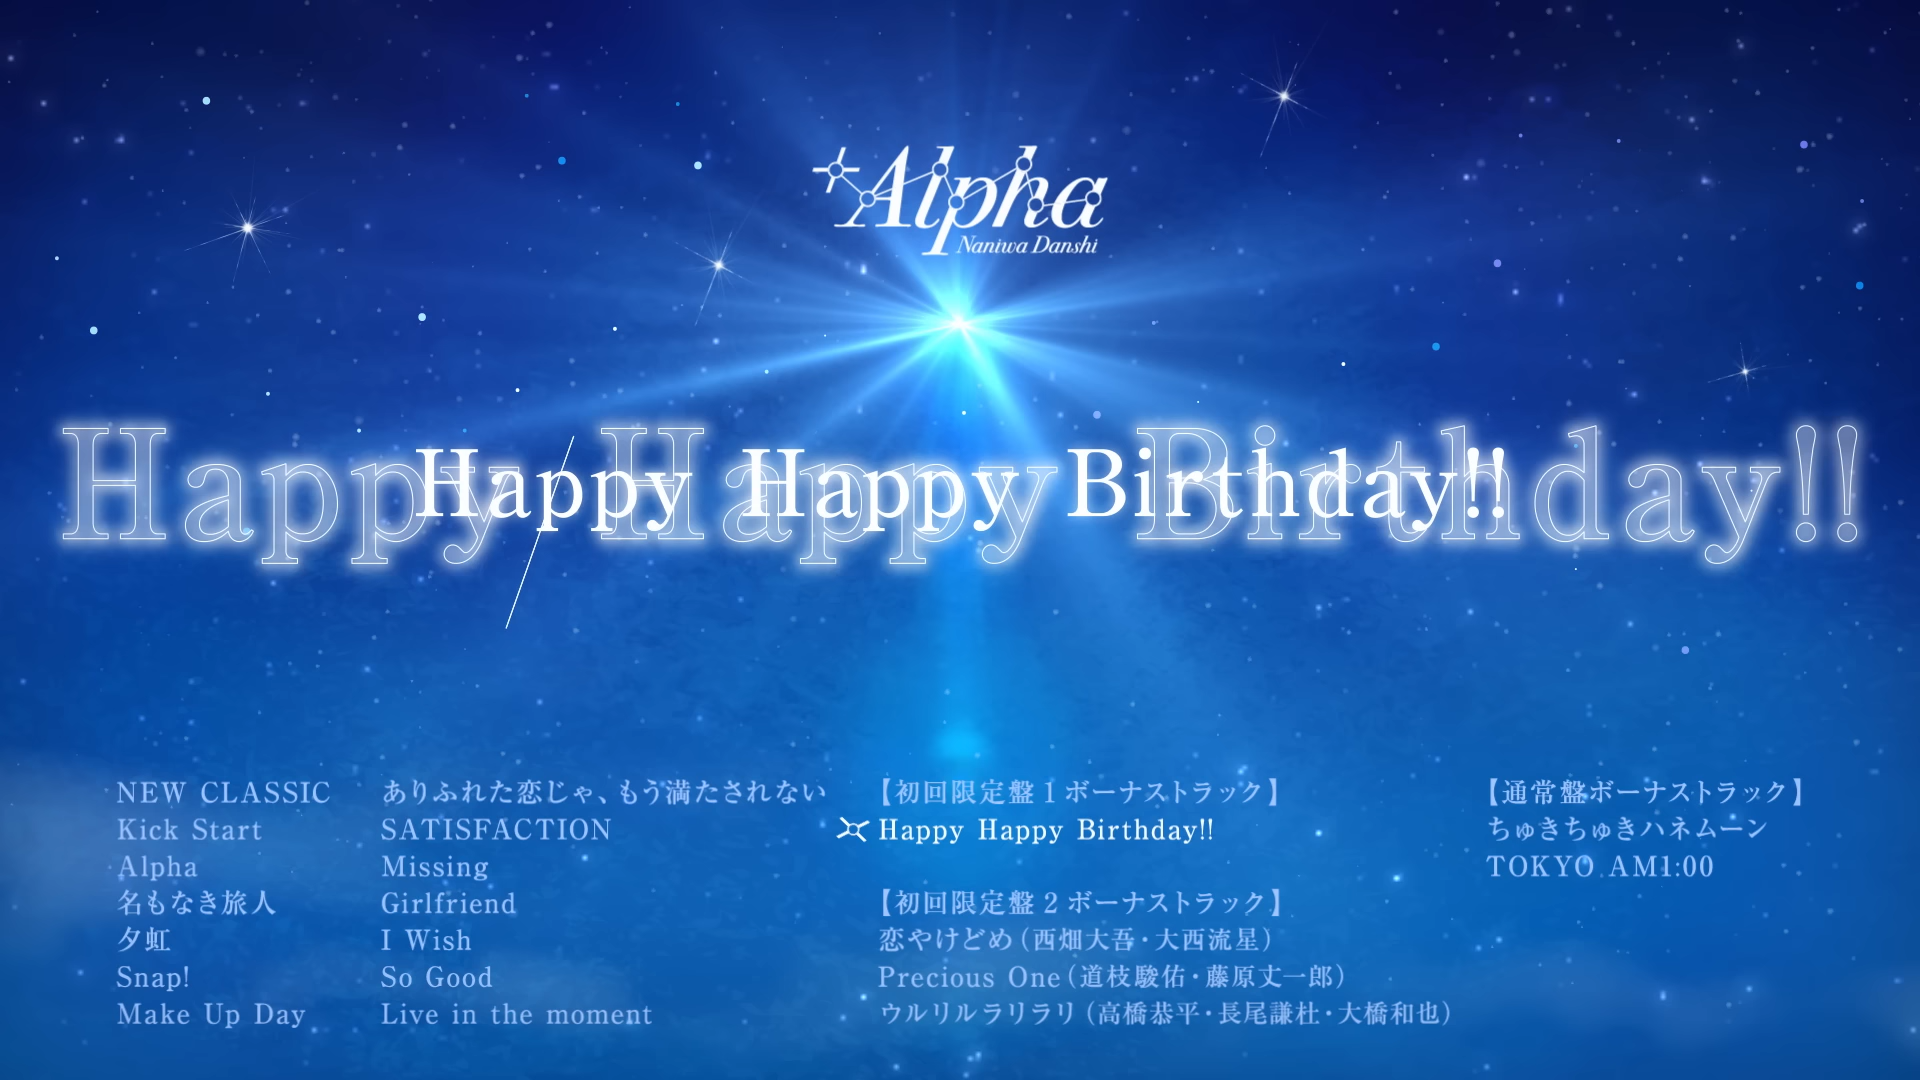 +Alpha
Naniwa Danshi
Happy Happy Birthday!!
Happy Happy Birthday!!
NEW CLASSIC
Kick Start
Alpha
名もなき旅人
夕虹
Snap!
Make Up Day
ありふれた恋じゃ、もう満たされない
SATISFACTION
Missing
Girlfriend
I Wish
So Good
Live in the moment
【初回限定盤1ボーナストラック】
Happy Happy Birthday!!
【初回限定盤2ボーナストラック】
恋やけどめ（西畑大吾・大西流星）
Precious One（道枝駿佑・藤原丈一郎）
ウルリルラリラリ（高橋恭平・長尾謙杜・大橋和也）
【通常盤ボーナストラック】
ちゅきちゅきハネムーン
TOKYO AM1:00